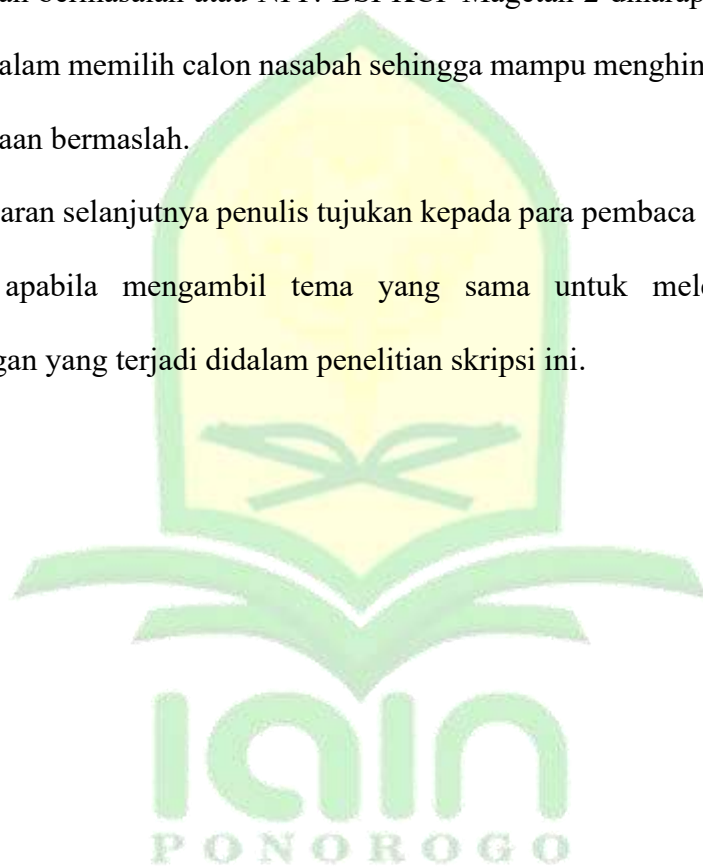 bermasalah atau NPF. BSI KCP Magetan 2
alam memilih calon nasabah sehingga mampu menghin
aan bermaslah.
aran selanjutnya penulis tujukan kepada para pembaca
apabila mengambil tema yang sama untuk mel
gan yang terjadi didalam penelitian skripsi ini.
iain
PONOROGO